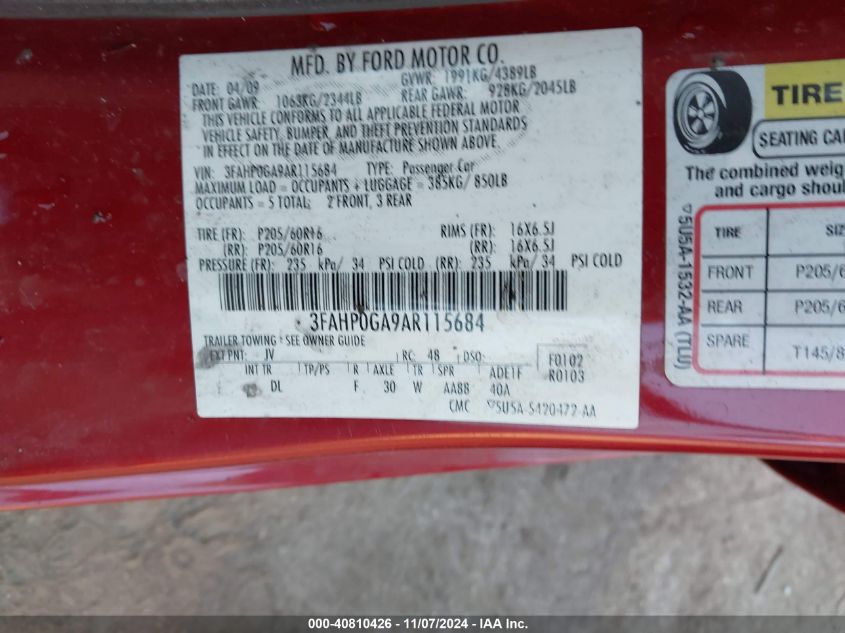 MFD. BY FORD MOTOR CO.
DATE: 04/09 GVWR: 1991KG/4389LB
FRONT GAWR: 1063KG/2344LB REAR GAWR: 928KG/2045LB
THIS VEHICLE CONFORMS TO ALL APPLICABLE FEDERAL MOTOR
VEHICLE SAFETY, BUMPER, AND THEFT PREVENTION STANDARDS
IN EFFECT ON THE DATE OF MANUFACTURE SHOWN ABOVE.
VIN: 3FAHP0GA9AR115684 TYPE: Passenger Car
MAXIMUM LOAD = OCCUPANTS + LUGGAGE = 385KG/850LB
OCCUPANTS = 5 TOTAL; 2 FRONT, 3 REAR
TIRE (FR): P205/60R16 RIMS (FR): 16X6.5J
(RR): P205/60R16 (RR): 16X6.5J
PRESSURE (FR): 235 kPa/ 34 PSI COLD (RR): 235 kPa/ 34 PSI COLD
3FAHP0GA9AR115684
TRAILER TOWING - SEE OWNER GUIDE
EXT PNT: JV RC: 48 DSO: F0102
INT TR TP/PS R AXLE TR SPR ADE1F R0103
DL F 30 W AABB 40A
CMC ▽5U5A-5420472-AA
TIRE
SEATING CA
The combined weig
and cargo shou
TIRE SIZ
FRONT P205/6
REAR P205/6
SPARE T145/8
▽5U5A-1532-AA (TLU)
000-40810426 - 11/07/2024 - IAA Inc.